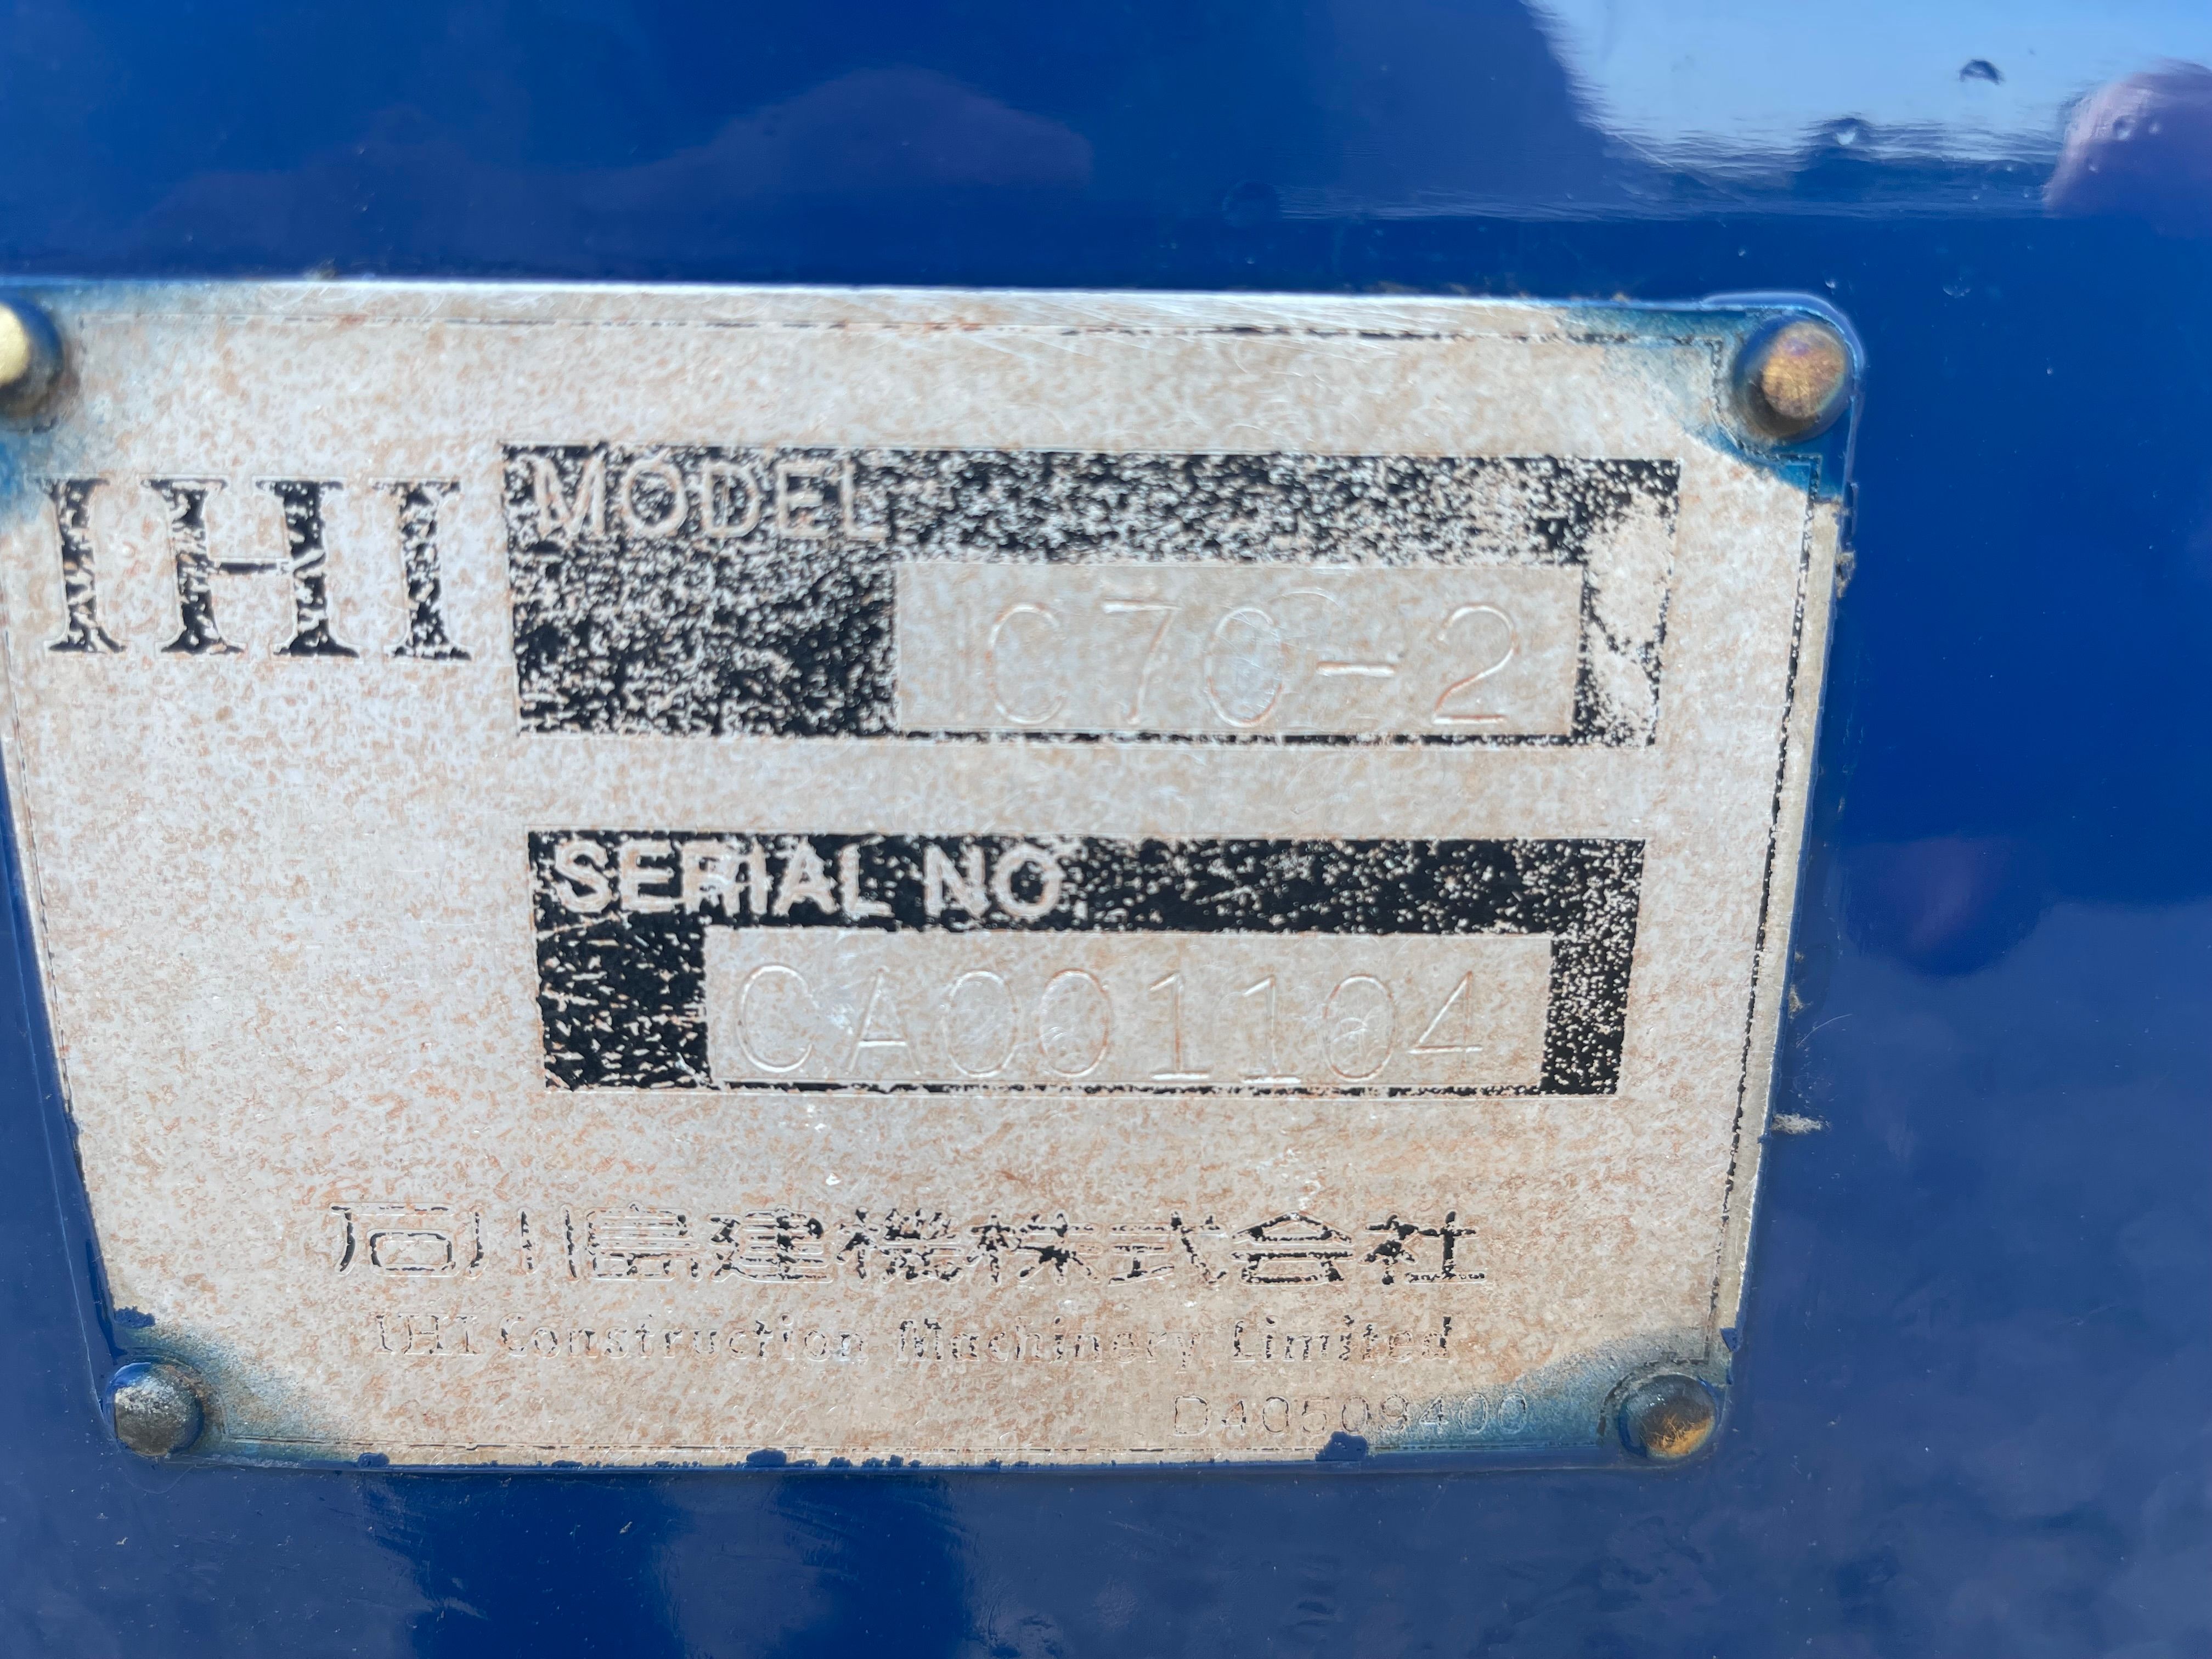 IHI
MODEL
C70-2
SERIAL NO.
CA001104
石川島建機株式会社
IHI Construction Machinery Limited
D40509400